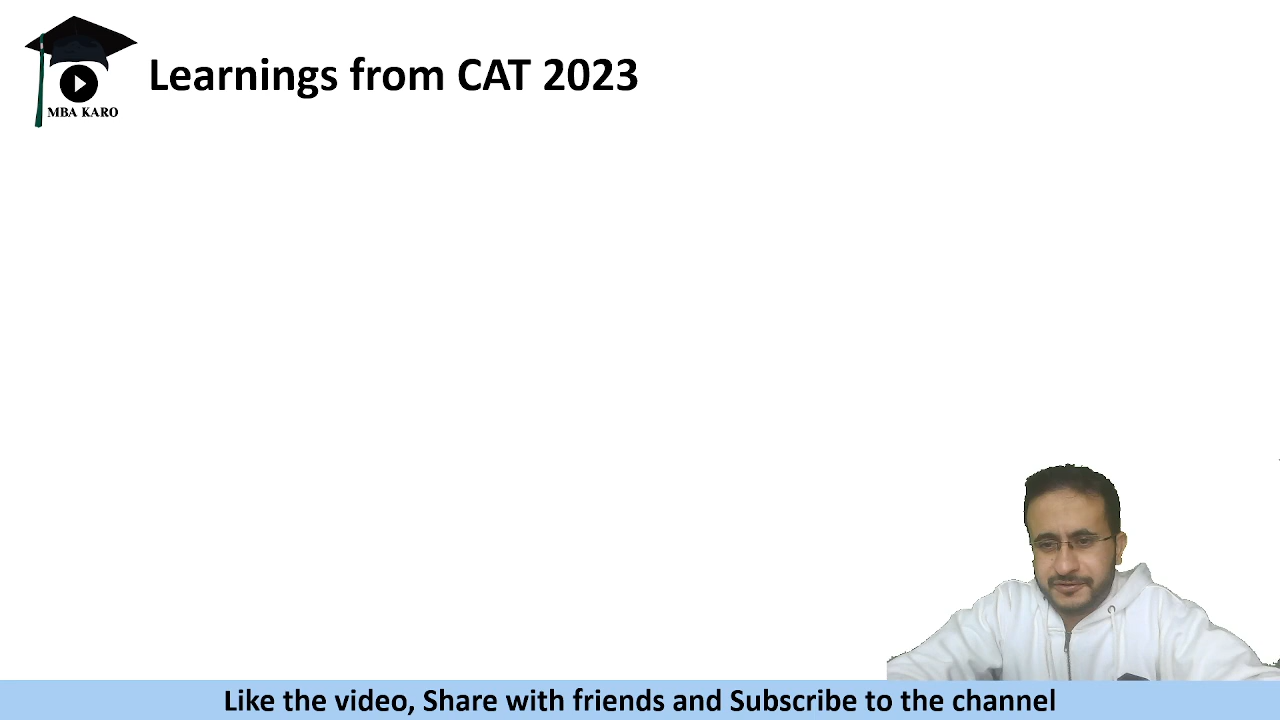 Learnings from CAT 2023
MBA KARO
Like the video, Share with friends and Subscribe to the channel